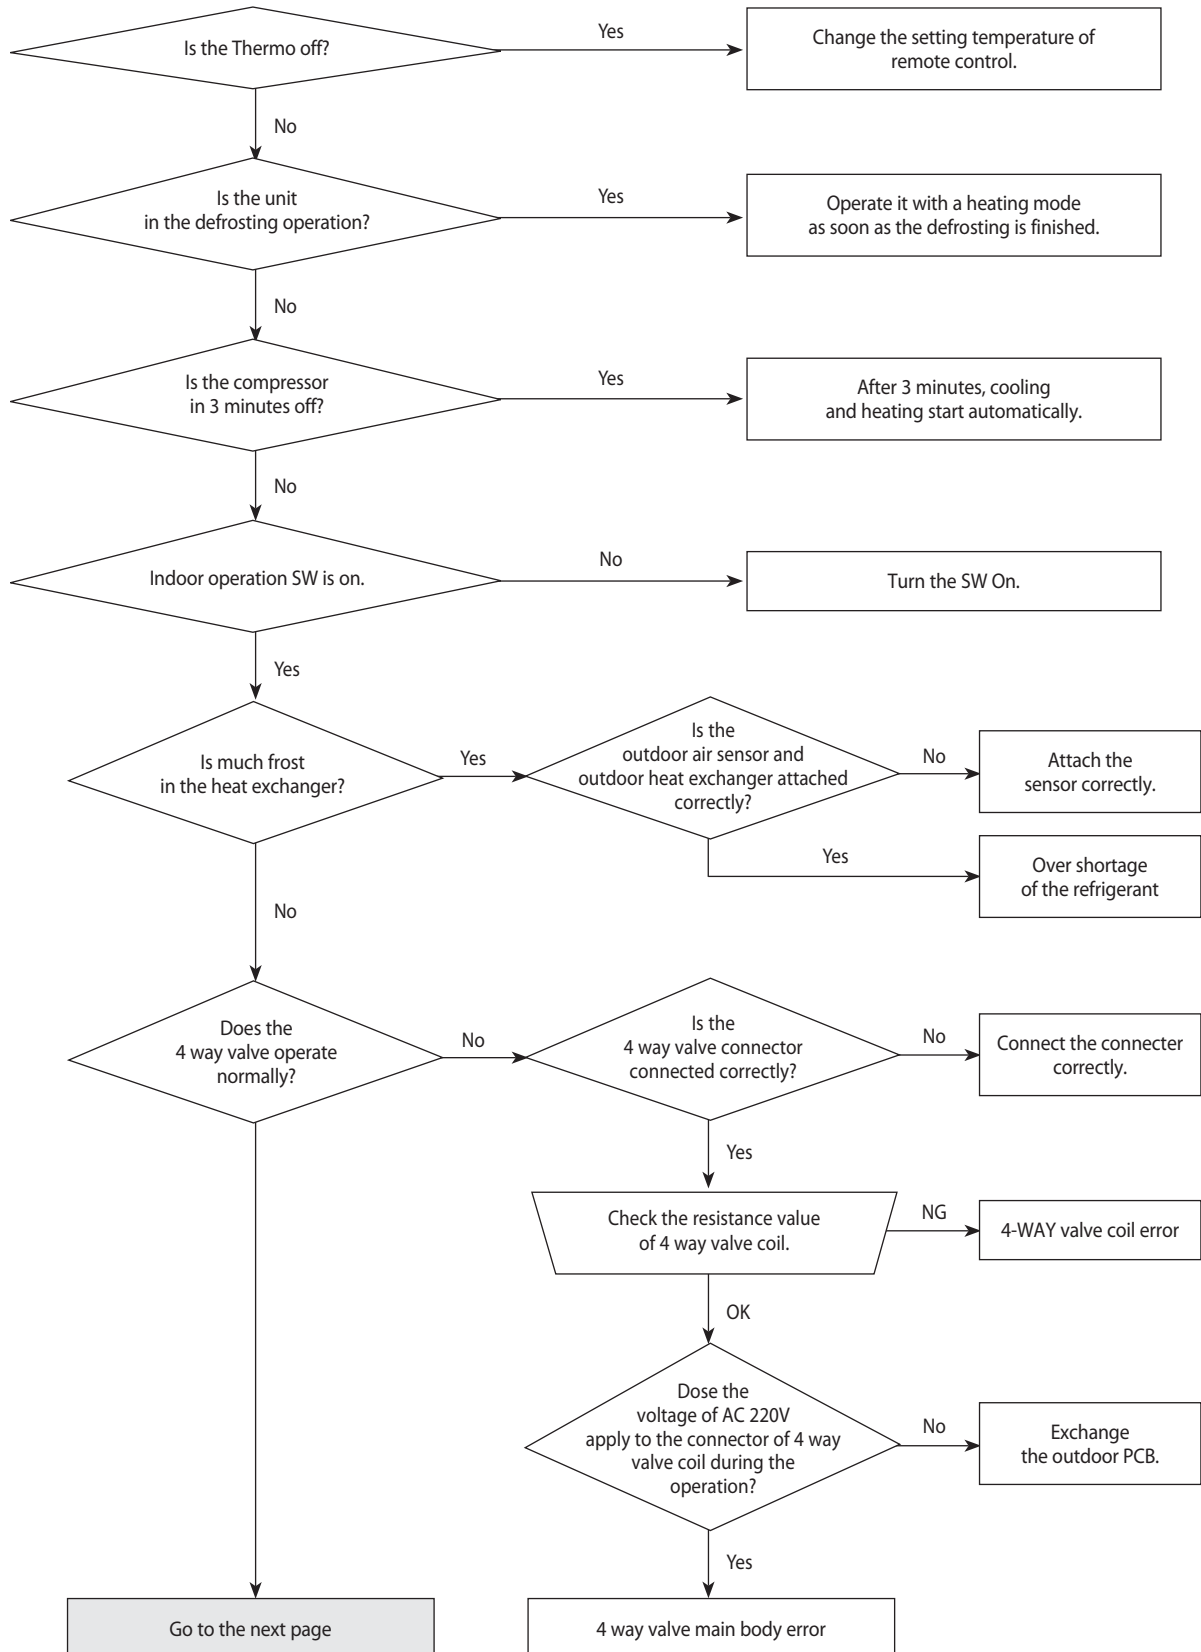 Is the Thermo off?
Yes
Change the setting temperature of
remote control.
No
Is the unit
in the defrosting operation?
Yes
Operate it with a heating mode
as soon as the defrosting is finished.
No
Is the compressor
in 3 minutes off?
Yes
After 3 minutes, cooling
and heating start automatically.
No
Indoor operation SW is on.
No
Turn the SW On.
Yes
Is much frost
in the heat exchanger?
Yes
Is the
outdoor air sensor and
outdoor heat exchanger attached
correctly?
No
Attach the
sensor correctly.
Yes
Over shortage
of the refrigerant
No
Does the
4 way valve operate
normally?
No
Is the
4 way valve connector
connected correctly?
No
Connect the connecter
correctly.
Yes
Check the resistance value
of 4 way valve coil.
NG
4-WAY valve coil error
OK
Dose the
voltage of AC 220V
apply to the connector of 4 way
valve coil during the
operation?
No
Exchange
the outdoor PCB.
Yes
Go to the next page
4 way valve main body error